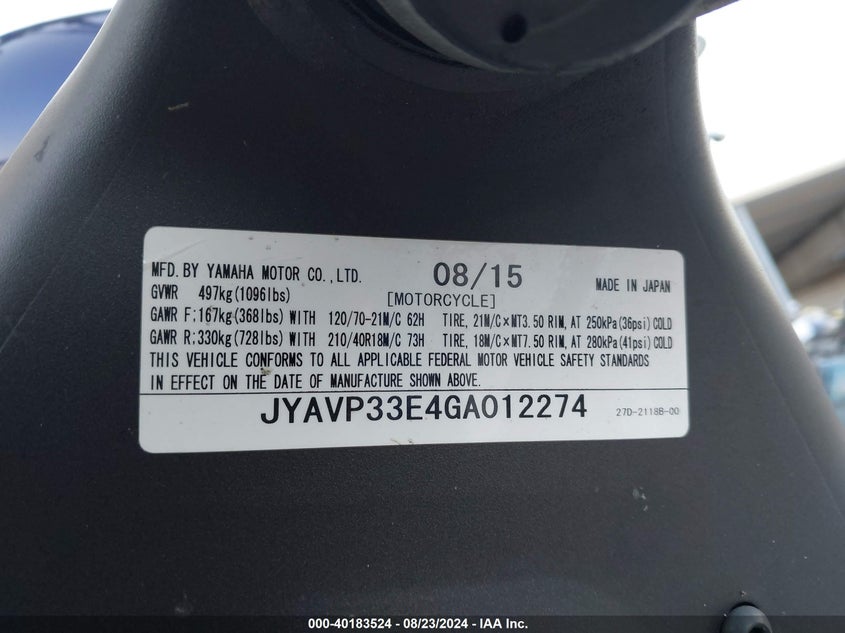 MFD. BY YAMAHA MOTOR CO., LTD. 08/15 MADE IN JAPAN
GVWR 497kg(1096lbs) [MOTORCYCLE]
GAWR F:167kg(368lbs) WITH 120/70-21M/C 62H TIRE, 21M/C×MT3.50 RIM, AT 250kPa(36psi) COLD
GAWR R:330kg(728lbs) WITH 210/40R18M/C 73H TIRE, 18M/C×MT7.50 RIM, AT 280kPa(41psi) COLD
THIS VEHICLE CONFORMS TO ALL APPLICABLE FEDERAL MOTOR VEHICLE SAFETY STANDARDS
IN EFFECT ON THE DATE OF MANUFACTURE SHOWN ABOVE.
JYAVP33E4GA012274 27D-2118B-00
000-40183524 - 08/23/2024 - IAA Inc.